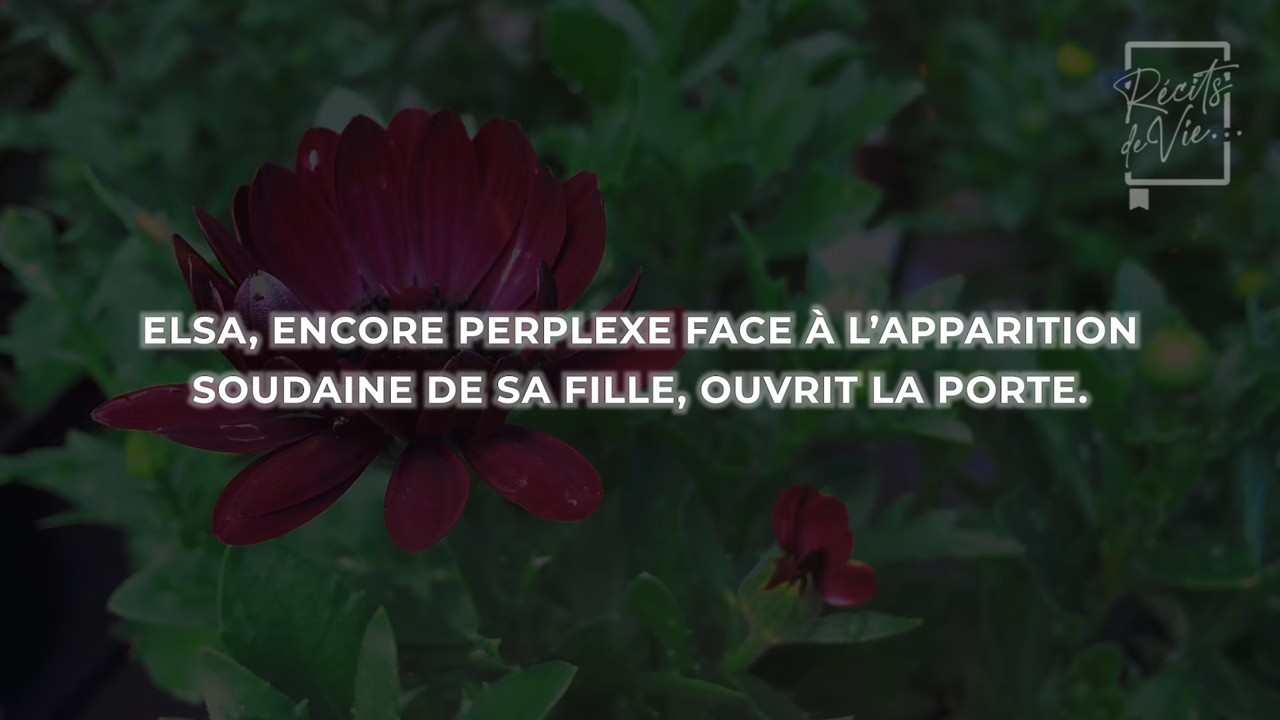 Récits
de Vie...
ELSA, ENCORE PERPLEXE FACE À L’APPARITION
SOUDAINE DE SA FILLE, OUVRIT LA PORTE.